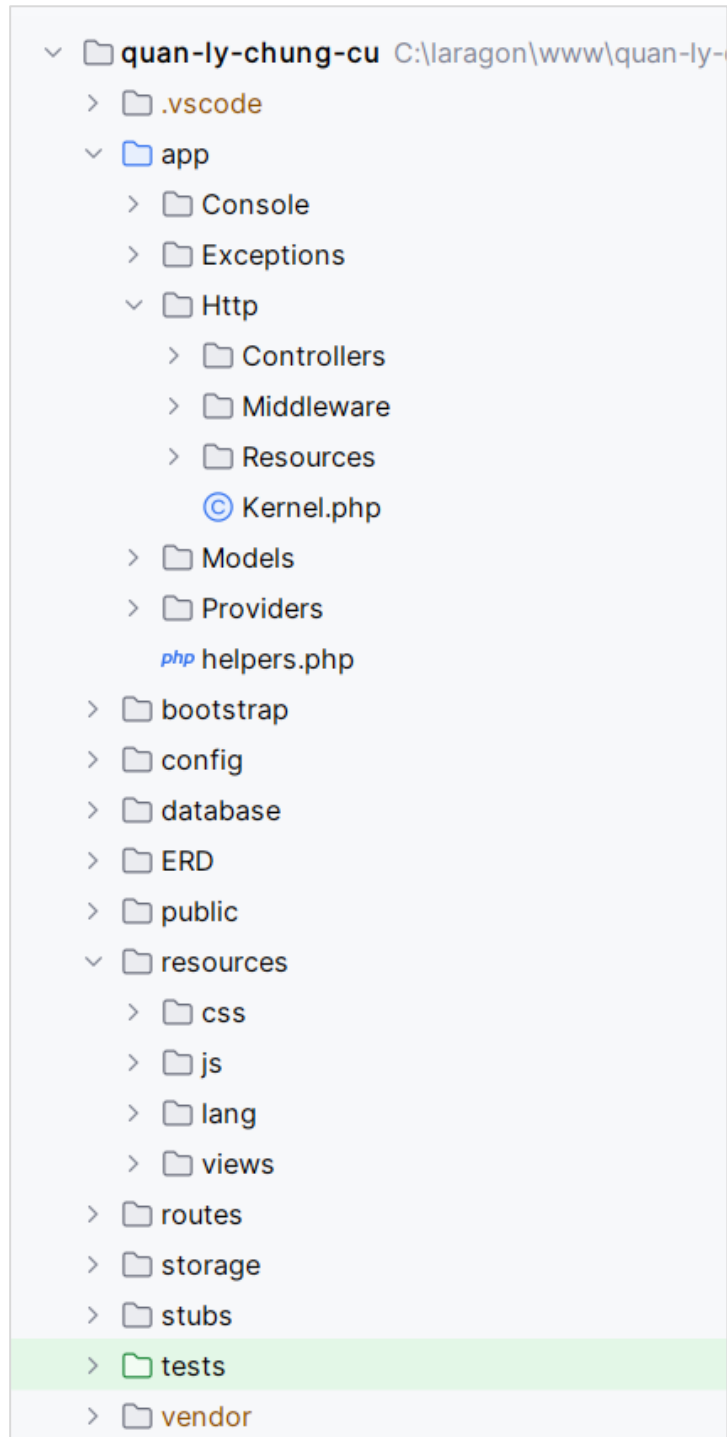 quan-ly-chung-cu C:\laragon\www\quan-ly-
.vscode
app
Console
Exceptions
Http
Controllers
Middleware
Resources
Kernel.php
Models
Providers
php helpers.php
bootstrap
config
database
ERD
public
resources
css
js
lang
views
routes
storage
stubs
tests
vendor